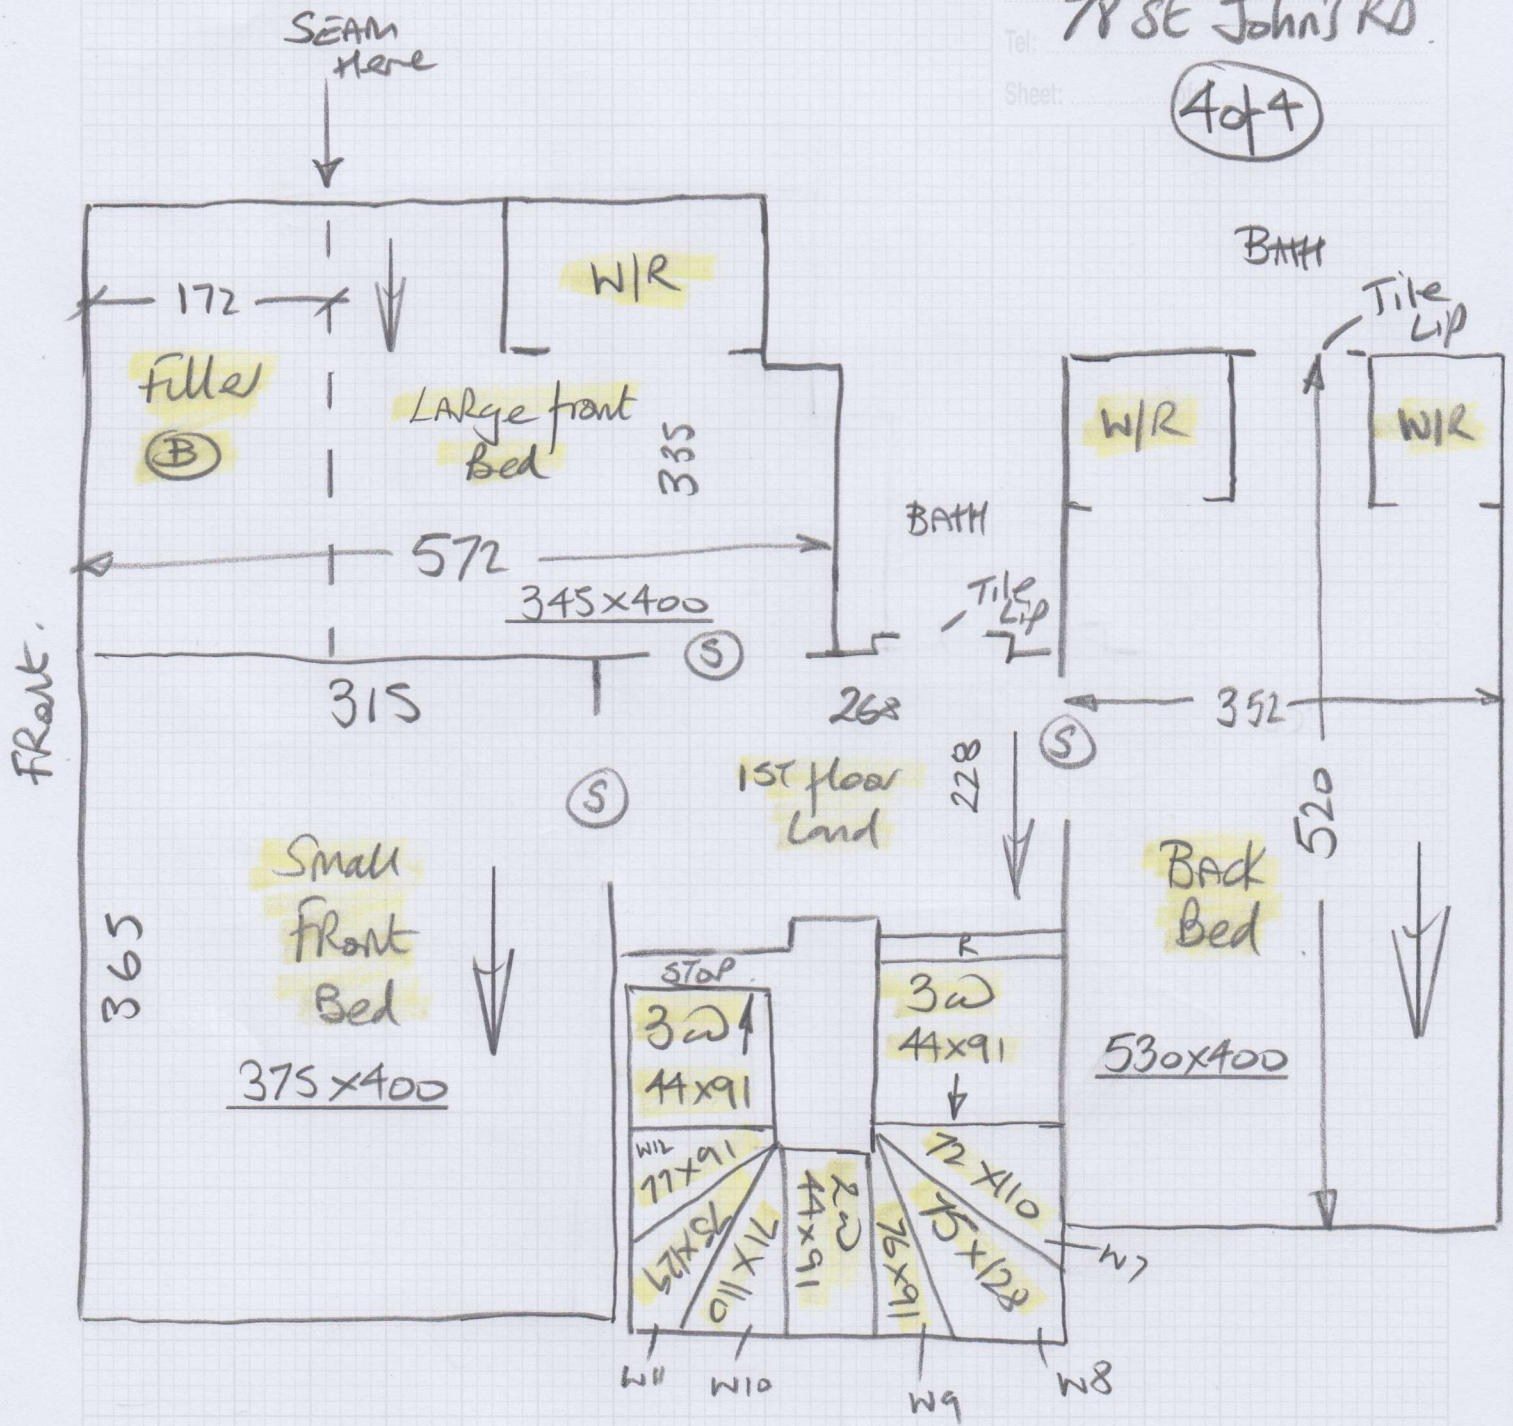 SEAM
Here
Tel:
78 St John's RD.
Sheet:
4 of 4
W/R
BATH
Tile
Lip
172
Filler
B
LARge front
Bed
335
W/R
W/R
572
345x400
BATH
Tile
Lip
S
FRont.
315
268
352
S
S
1ST floor
Land
228
520
Small
FRont
Bed
365
375x400
BACK
Bed
530x400
STOP
3W
44x91
R
3W
44x91
W12
77x91
75x129
71x110
2W
44x91
76x91
75x128
72x110
W7
W11
W10
W9
W8